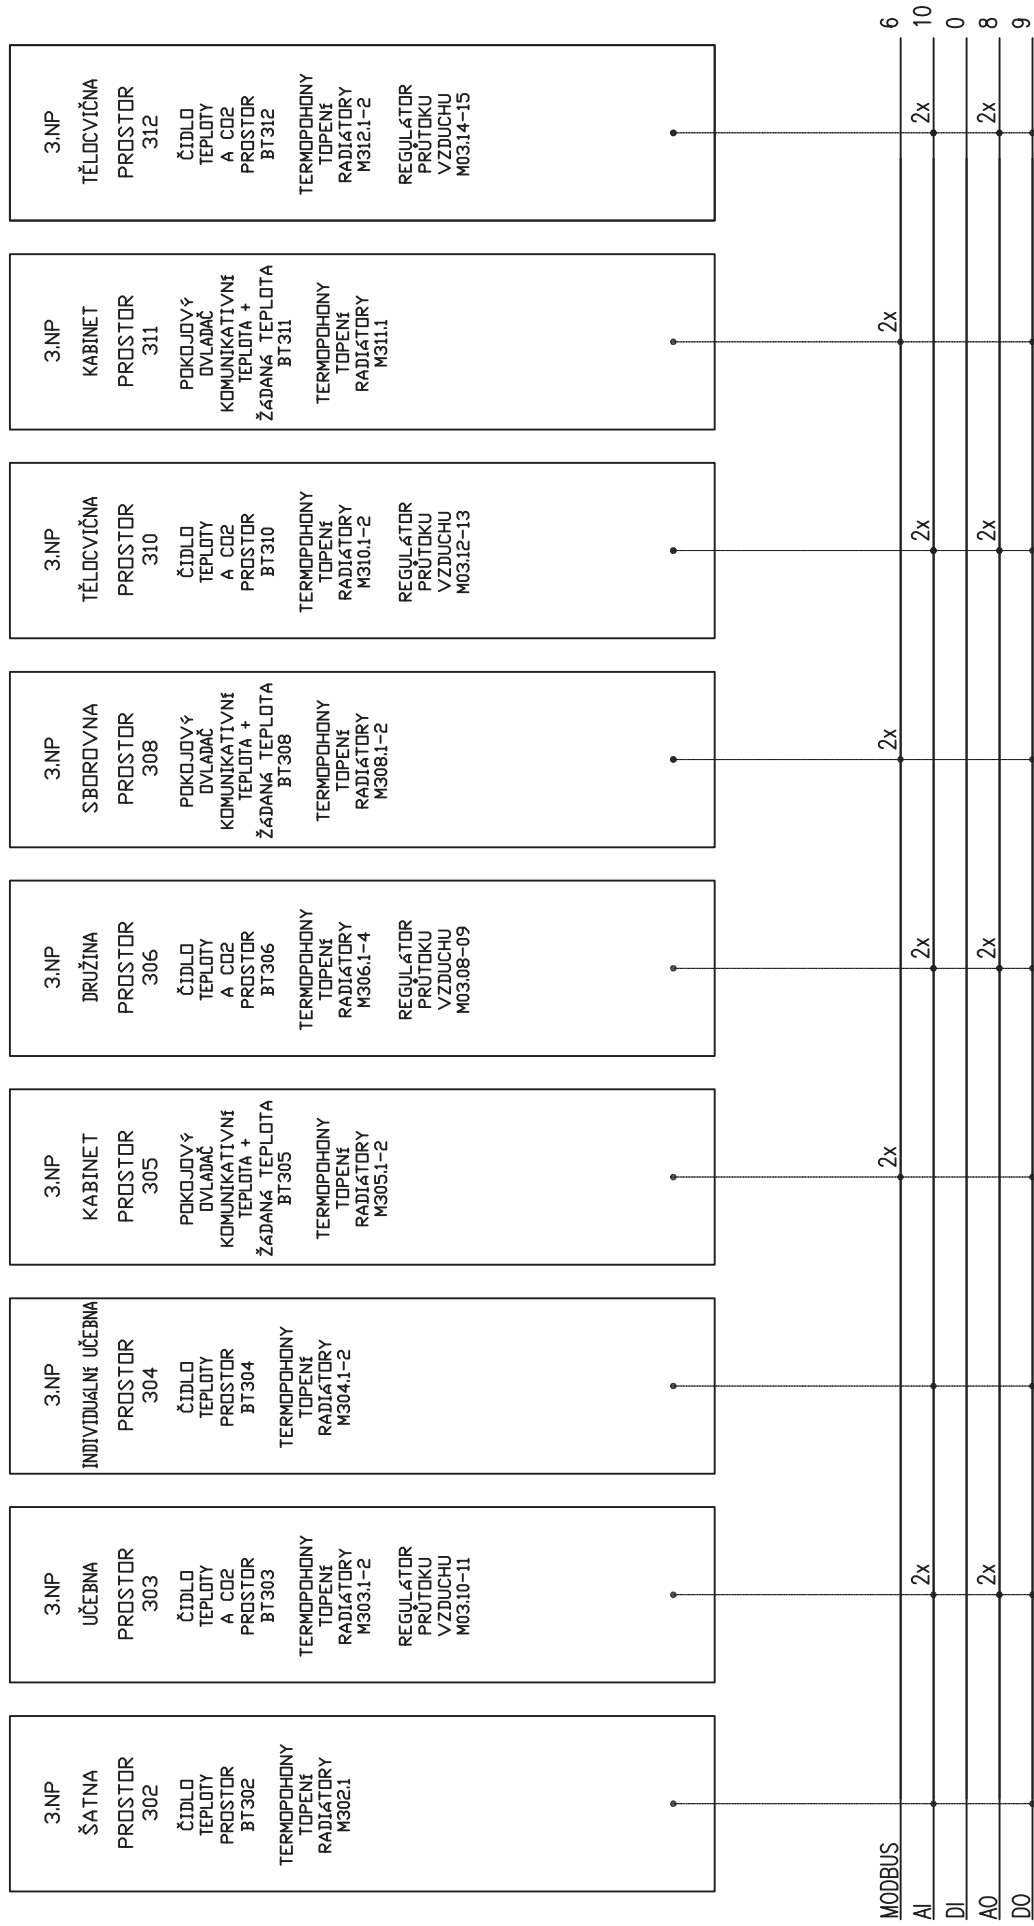 3.NP
ŠATNA
PROSTOR
302
ČIDLO
TEPLOTY
PROSTOR
BT302
TERMOPOHONY
TOPENÍ
RADIÁTORY
M302.1
3.NP
UČEBNA
PROSTOR
303
ČIDLO
TEPLOTY
A CO2
PROSTOR
BT303
TERMOPOHONY
TOPENÍ
RADIÁTORY
M303.1-2
REGULÁTOR
PRŮTOKU
VZDUCHU
M03.10-11
3.NP
INDIVIDUÁLNÍ UČEBNA
PROSTOR
304
ČIDLO
TEPLOTY
PROSTOR
BT304
TERMOPOHONY
TOPENÍ
RADIÁTORY
M304.1-2
3.NP
KABINET
PROSTOR
305
POKOJOVÝ
OVLADAČ
KOMUNIKATIVNÍ
TEPLOTA +
ŽÁDANÁ TEPLOTA
BT305
TERMOPOHONY
TOPENÍ
RADIÁTORY
M305.1-2
3.NP
DRUŽINA
PROSTOR
306
ČIDLO
TEPLOTY
A CO2
PROSTOR
BT306
TERMOPOHONY
TOPENÍ
RADIÁTORY
M306.1-4
REGULÁTOR
PRŮTOKU
VZDUCHU
M03.08-09
3.NP
SBOROVNA
PROSTOR
308
POKOJOVÝ
OVLADAČ
KOMUNIKATIVNÍ
TEPLOTA +
ŽÁDANÁ TEPLOTA
BT308
TERMOPOHONY
TOPENÍ
RADIÁTORY
M308.1-2
3.NP
TĚLOCVIČNA
PROSTOR
310
ČIDLO
TEPLOTY
A CO2
PROSTOR
BT310
TERMOPOHONY
TOPENÍ
RADIÁTORY
M310.1-2
REGULÁTOR
PRŮTOKU
VZDUCHU
M03.12-13
3.NP
KABINET
PROSTOR
311
POKOJOVÝ
OVLADAČ
KOMUNIKATIVNÍ
TEPLOTA +
ŽÁDANÁ TEPLOTA
BT311
TERMOPOHONY
TOPENÍ
RADIÁTORY
M311.1
3.NP
TĚLOCVIČNA
PROSTOR
312
ČIDLO
TEPLOTY
A CO2
PROSTOR
BT312
TERMOPOHONY
TOPENÍ
RADIÁTORY
M312.1-2
REGULÁTOR
PRŮTOKU
VZDUCHU
M03.14-15
MODBUS 2x 2x 2x 6
AI 2x 2x 2x 2x 10
DI 0
AO 2x 2x 2x 2x 8
DO 9